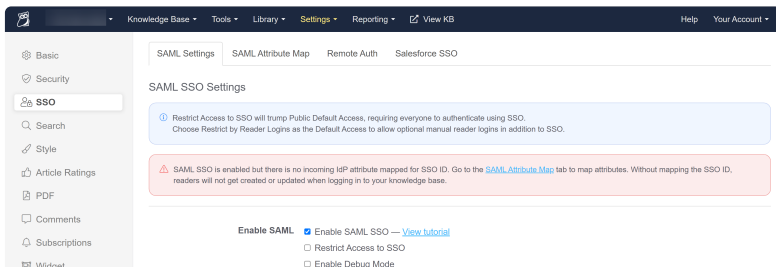 Knowledge Base Tools Library Settings Reporting View KB Help Your Account
Basic
Security
SSO
Search
Style
Article Ratings
PDF
Comments
Subscriptions
Widget
SAML Settings SAML Attribute Map Remote Auth Salesforce SSO
SAML SSO Settings
Restrict Access to SSO will trump Public Default Access, requiring everyone to authenticate using SSO.
Choose Restrict by Reader Logins as the Default Access to allow optional manual reader logins in addition to SSO.
SAML SSO is enabled but there is no incoming IdP attribute mapped for SSO ID. Go to the SAML Attribute Map tab to map attributes. Without mapping the SSO ID,
readers will not get created or updated when logging in to your knowledge base.
Enable SAML Enable SAML SSO — View tutorial
Restrict Access to SSO
Enable Debug Mode